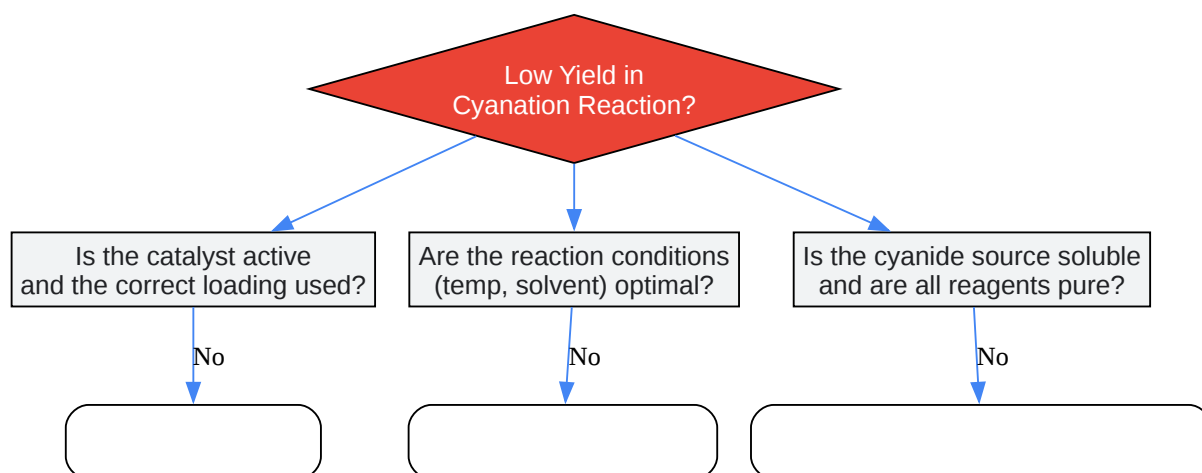 Low Yield in
Cyanation Reaction?
Is the catalyst active
and the correct loading used?
Are the reaction conditions
(temp, solvent) optimal?
Is the cyanide source soluble
and are all reagents pure?
No
No
No